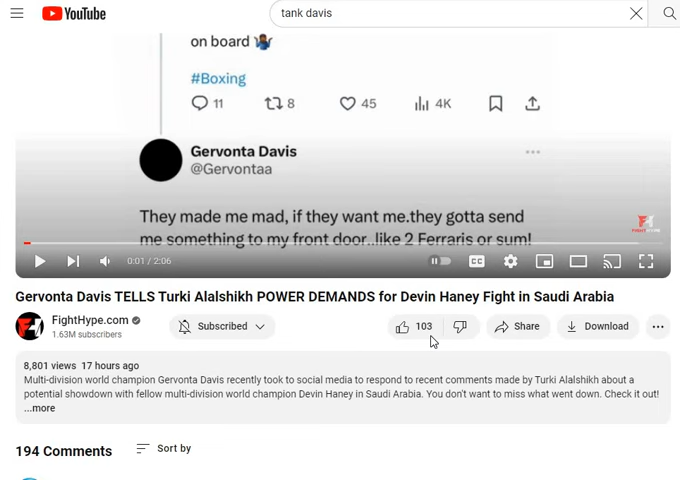 YouTube
tank davis
on board 🤷🏾‍♂️
#Boxing
11 8 45 4K
Gervonta Davis
@Gervontaa
They made me mad, if they want me.they gotta send
me something to my front door..like 2 Ferraris or sum!
FIGHTHYPE
0:01 / 2:06
CC
Gervonta Davis TELLS Turki Alalshikh POWER DEMANDS for Devin Haney Fight in Saudi Arabia
FightHype.com
1.63M subscribers
Subscribed
103
Share
Download
8,801 views 17 hours ago
Multi-division world champion Gervonta Davis recently took to social media to respond to recent comments made by Turki Alalshikh about a
potential showdown with fellow multi-division world champion Devin Haney in Saudi Arabia. You don't want to miss what went down. Check it out!
...more
194 Comments
Sort by